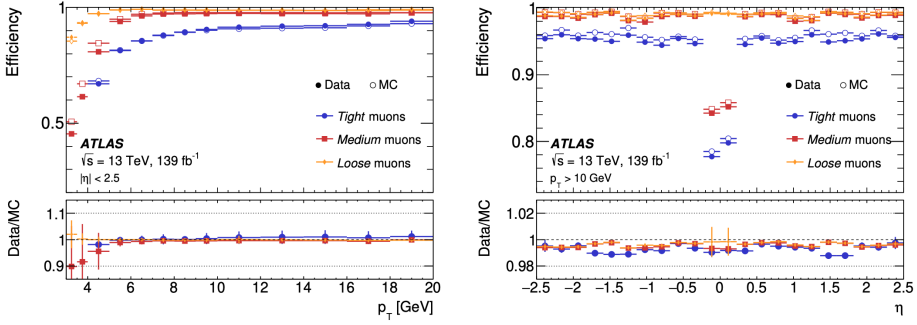 Efficiency
1
0.5
Data MC
ATLAS
√s = 13 TeV, 139 fb⁻¹
|η| < 2.5
Tight muons
Medium muons
Loose muons
Data/MC
1.1
1
0.9
4 6 8 10 12 14 16 18 20
p_T [GeV]
Efficiency
1
0.9
0.8
Data MC
ATLAS
√s = 13 TeV, 139 fb⁻¹
p_T > 10 GeV
Tight muons
Medium muons
Loose muons
Data/MC
1.02
1
0.98
−2.5 −2 −1.5 −1 −0.5 0 0.5 1 1.5 2 2.5
η